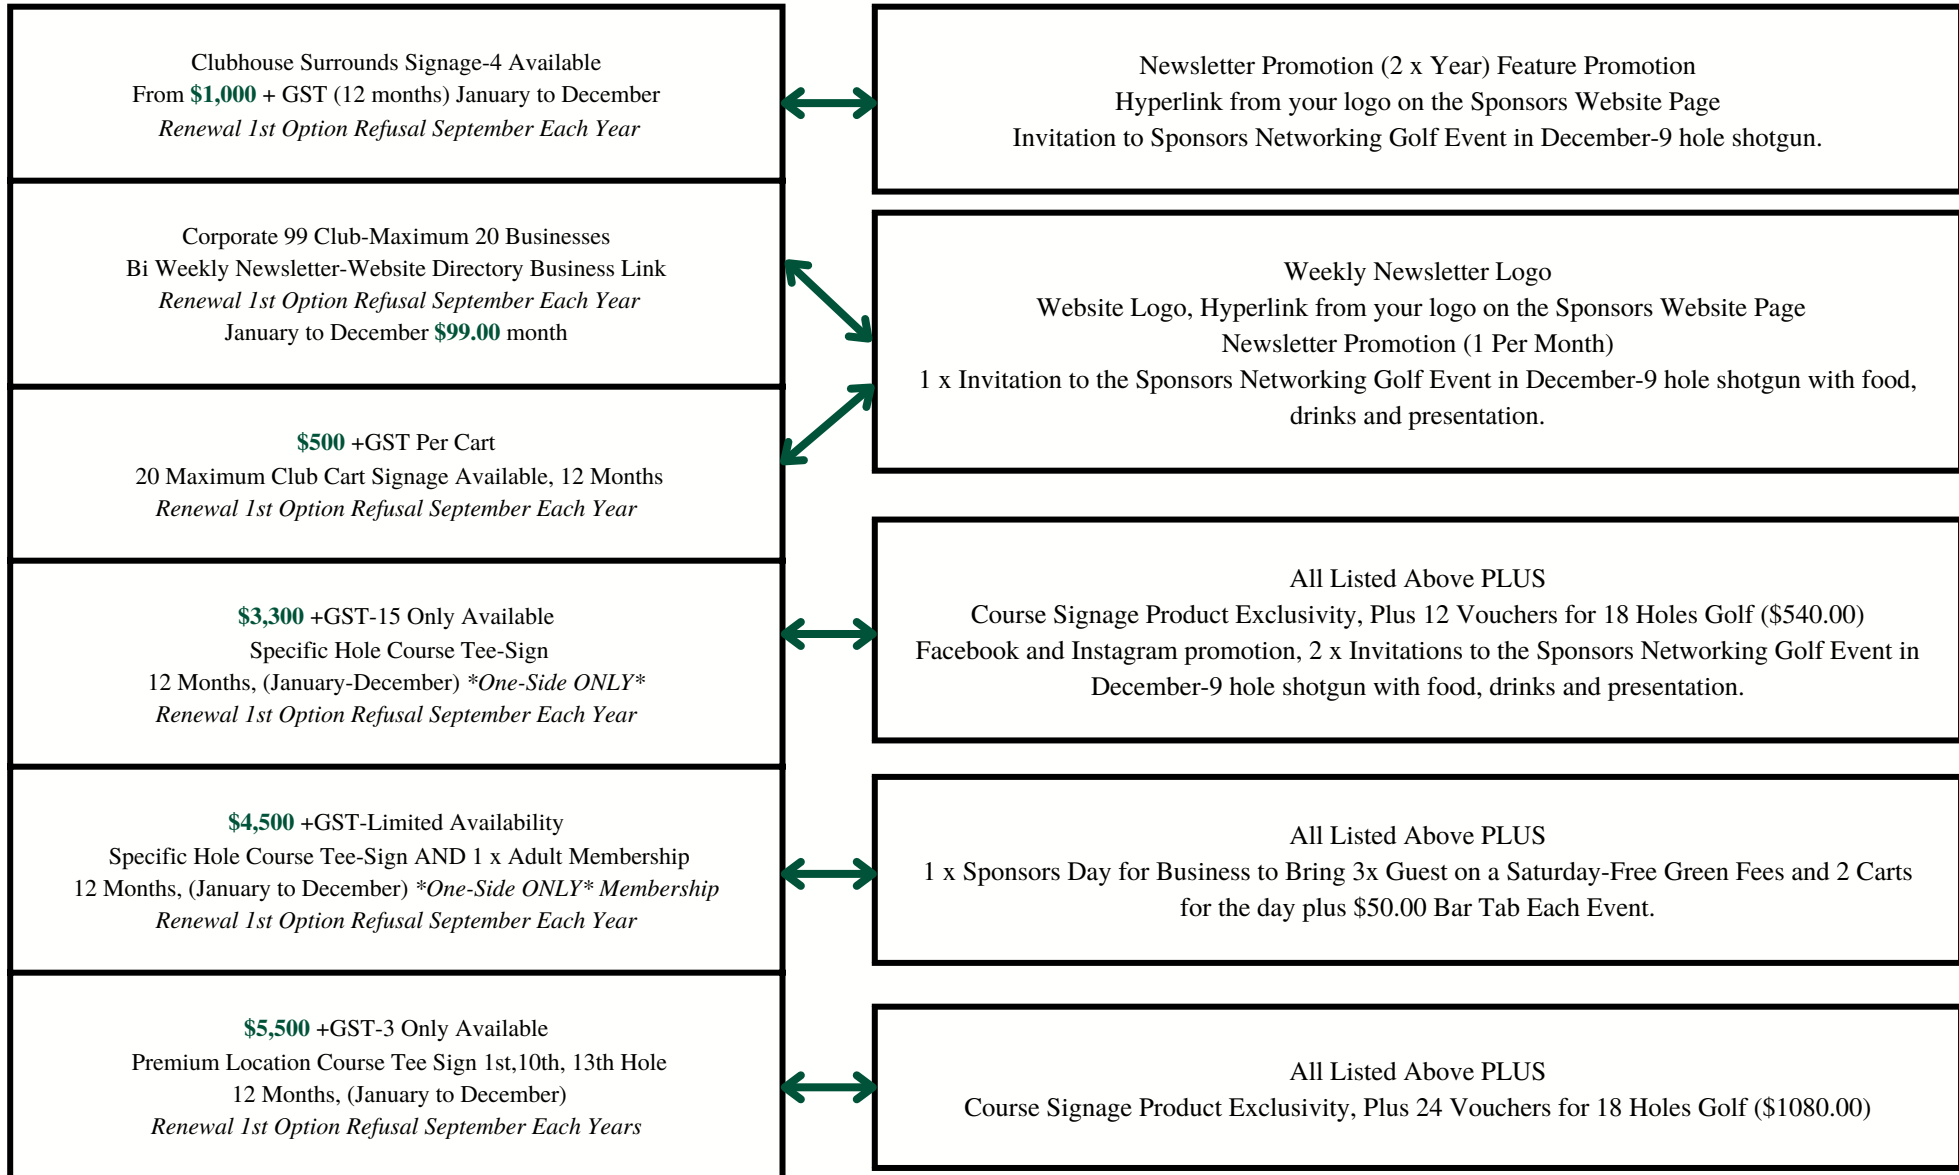 Clubhouse Surrounds Signage-4 Available
From $1,000 + GST (12 months) January to December
Renewal 1st Option Refusal September Each Year
Newsletter Promotion (2 x Year) Feature Promotion
Hyperlink from your logo on the Sponsors Website Page
Invitation to Sponsors Networking Golf Event in December-9 hole shotgun.
Corporate 99 Club-Maximum 20 Businesses
Bi Weekly Newsletter-Website Directory Business Link
Renewal 1st Option Refusal September Each Year
January to December $99.00 month
$500 +GST Per Cart
20 Maximum Club Cart Signage Available, 12 Months
Renewal 1st Option Refusal September Each Year
Weekly Newsletter Logo
Website Logo, Hyperlink from your logo on the Sponsors Website Page
Newsletter Promotion (1 Per Month)
1 x Invitation to the Sponsors Networking Golf Event in December-9 hole shotgun with food,
drinks and presentation.
$3,300 +GST-15 Only Available
Specific Hole Course Tee-Sign
12 Months, (January-December) *One-Side ONLY*
Renewal 1st Option Refusal September Each Year
All Listed Above PLUS
Course Signage Product Exclusivity, Plus 12 Vouchers for 18 Holes Golf ($540.00)
Facebook and Instagram promotion, 2 x Invitations to the Sponsors Networking Golf Event in
December-9 hole shotgun with food, drinks and presentation.
$4,500 +GST-Limited Availability
Specific Hole Course Tee-Sign AND 1 x Adult Membership
12 Months, (January to December) *One-Side ONLY* Membership
Renewal 1st Option Refusal September Each Year
All Listed Above PLUS
1 x Sponsors Day for Business to Bring 3x Guest on a Saturday-Free Green Fees and 2 Carts
for the day plus $50.00 Bar Tab Each Event.
$5,500 +GST-3 Only Available
Premium Location Course Tee Sign 1st,10th, 13th Hole
12 Months, (January to December)
Renewal 1st Option Refusal September Each Years
All Listed Above PLUS
Course Signage Product Exclusivity, Plus 24 Vouchers for 18 Holes Golf ($1080.00)